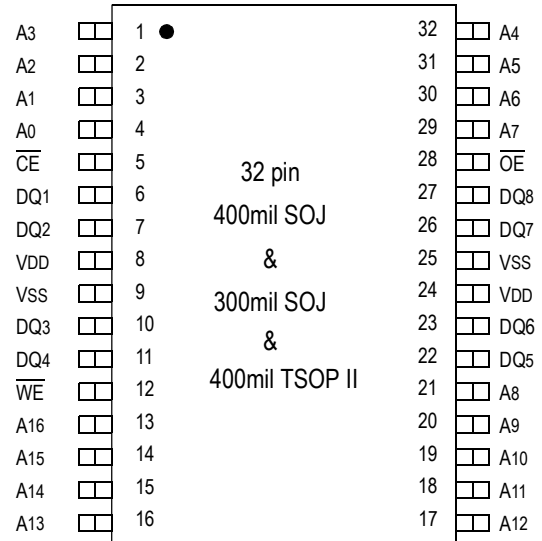 A3 1 32 A4
A2 2 31 A5
A1 3 30 A6
A0 4 29 A7
C̅E̅ 5 28 O̅E̅
DQ1 6 27 DQ8
DQ2 7 26 DQ7
VDD 8 25 VSS
VSS 9 24 VDD
DQ3 10 23 DQ6
DQ4 11 22 DQ5
W̅E̅ 12 21 A8
A16 13 20 A9
A15 14 19 A10
A14 15 18 A11
A13 16 17 A12
32 pin
400mil SOJ
&
300mil SOJ
&
400mil TSOP II